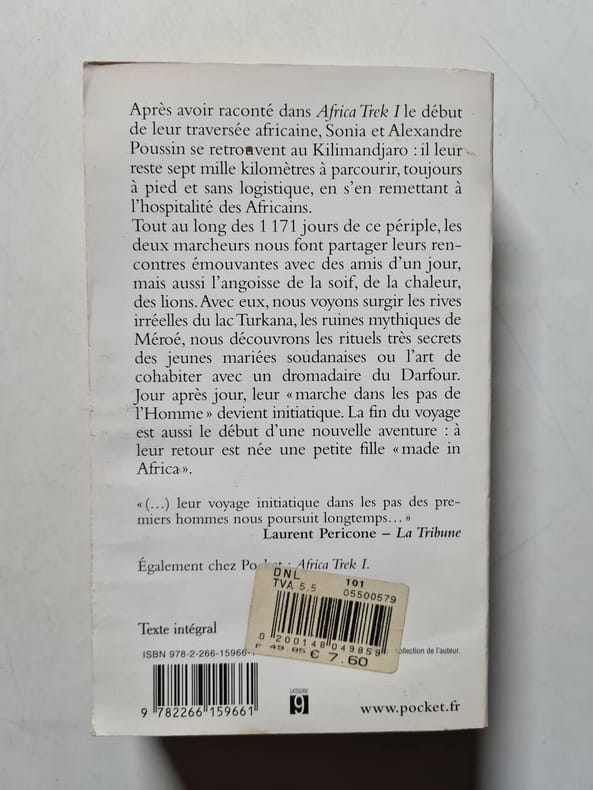 Après avoir raconté dans Africa Trek I le début
de leur traversée africaine, Sonia et Alexandre
Poussin se retrouvent au Kilimandjaro : il leur
reste sept mille kilomètres à parcourir, toujours
à pied et sans logistique, en s'en remettant à
l'hospitalité des Africains.
Tout au long des 1 171 jours de ce périple, les
deux marcheurs nous font partager leurs ren-
contres émouvantes avec des amis d'un jour,
mais aussi l'angoisse de la soif, de la chaleur,
des lions. Avec eux, nous voyons surgir les rives
irréelles du lac Turkana, les ruines mythiques de
Méroé, nous découvrons les rituels très secrets
des jeunes mariées soudanaises ou l'art de
cohabiter avec un dromadaire du Darfour.
Jour après jour, leur « marche dans les pas de
l'Homme » devient initiatique. La fin du voyage
est aussi le début d'une nouvelle aventure : à
leur retour est née une petite fille « made in
Africa ».
« (…) leur voyage initiatique dans les pas des pre-
miers hommes nous poursuit longtemps… »
Laurent Pericone – La Tribune
Également chez Pocket : Africa Trek I.
DNL 101
TVA 5.5 05500579
0 200148 049859
F 49.85 € 7.60
Texte intégral
ISBN 978-2-266-15966- collection de l'auteur.
9 782266 159661
CATÉGORIE
9
www.pocket.fr